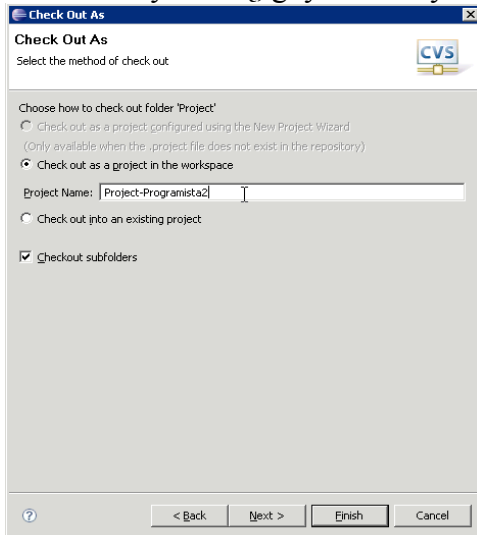 Check Out As
Check Out As
Select the method of check out
CVS
Choose how to check out folder 'Project'
Check out as a project configured using the New Project Wizard
(Only available when the .project file does not exist in the repository)
Check out as a project in the workspace
Project Name: Project-Programista2
Check out into an existing project
Checkout subfolders
?
< Back Next > Finish Cancel